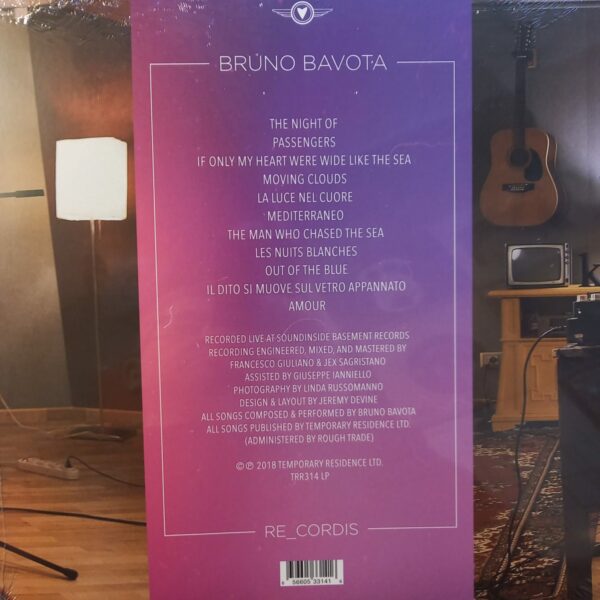 BRUNO BAVOTA
THE NIGHT OF
PASSENGERS
IF ONLY MY HEART WERE WIDE LIKE THE SEA
MOVING CLOUDS
LA LUCE NEL CUORE
MEDITERRANEO
THE MAN WHO CHASED THE SEA
LES NUITS BLANCHES
OUT OF THE BLUE
IL DITO SI MUOVE SUL VETRO APPANNATO
AMOUR
RECORDED LIVE AT SOUNDINSIDE BASEMENT RECORDS
RECORDING ENGINEERED, MIXED, AND MASTERED BY
FRANCESCO GIULIANO & JEX SAGRISTANO
ASSISTED BY GIUSEPPE IANNIELLO
PHOTOGRAPHY BY LINDA RUSSOMANNO
DESIGN & LAYOUT BY JEREMY DEVINE
ALL SONGS COMPOSED & PERFORMED BY BRUNO BAVOTA
ALL SONGS PUBLISHED BY TEMPORARY RESIDENCE LTD.
(ADMINISTERED BY ROUGH TRADE)
© ℗ 2018 TEMPORARY RESIDENCE LTD.
TRR314 LP
RE_CORDIS
6 56605 33141 4